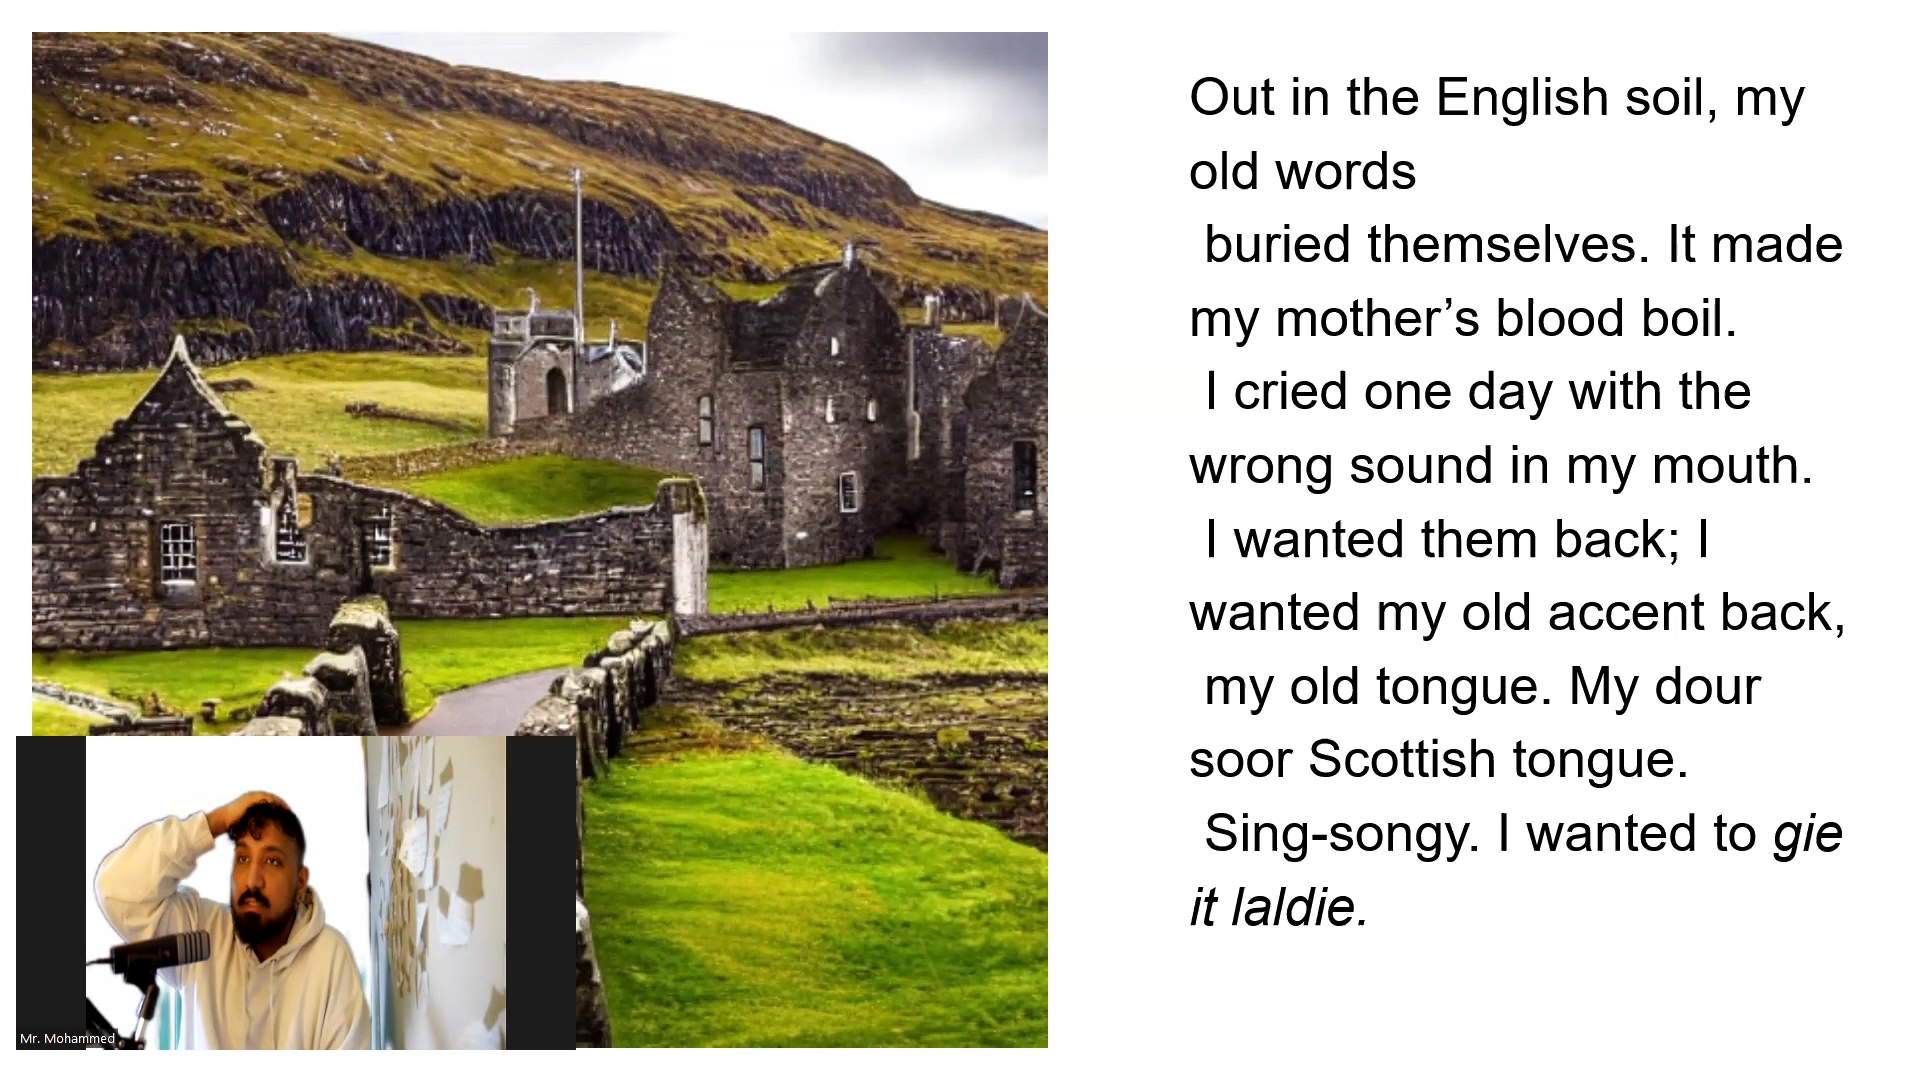 Out in the English soil, my
old words
buried themselves. It made
my mother’s blood boil.
I cried one day with the
wrong sound in my mouth.
I wanted them back; I
wanted my old accent back,
my old tongue. My dour
soor Scottish tongue.
Sing-songy. I wanted to gie
it laldie.
Mr. Mohammed